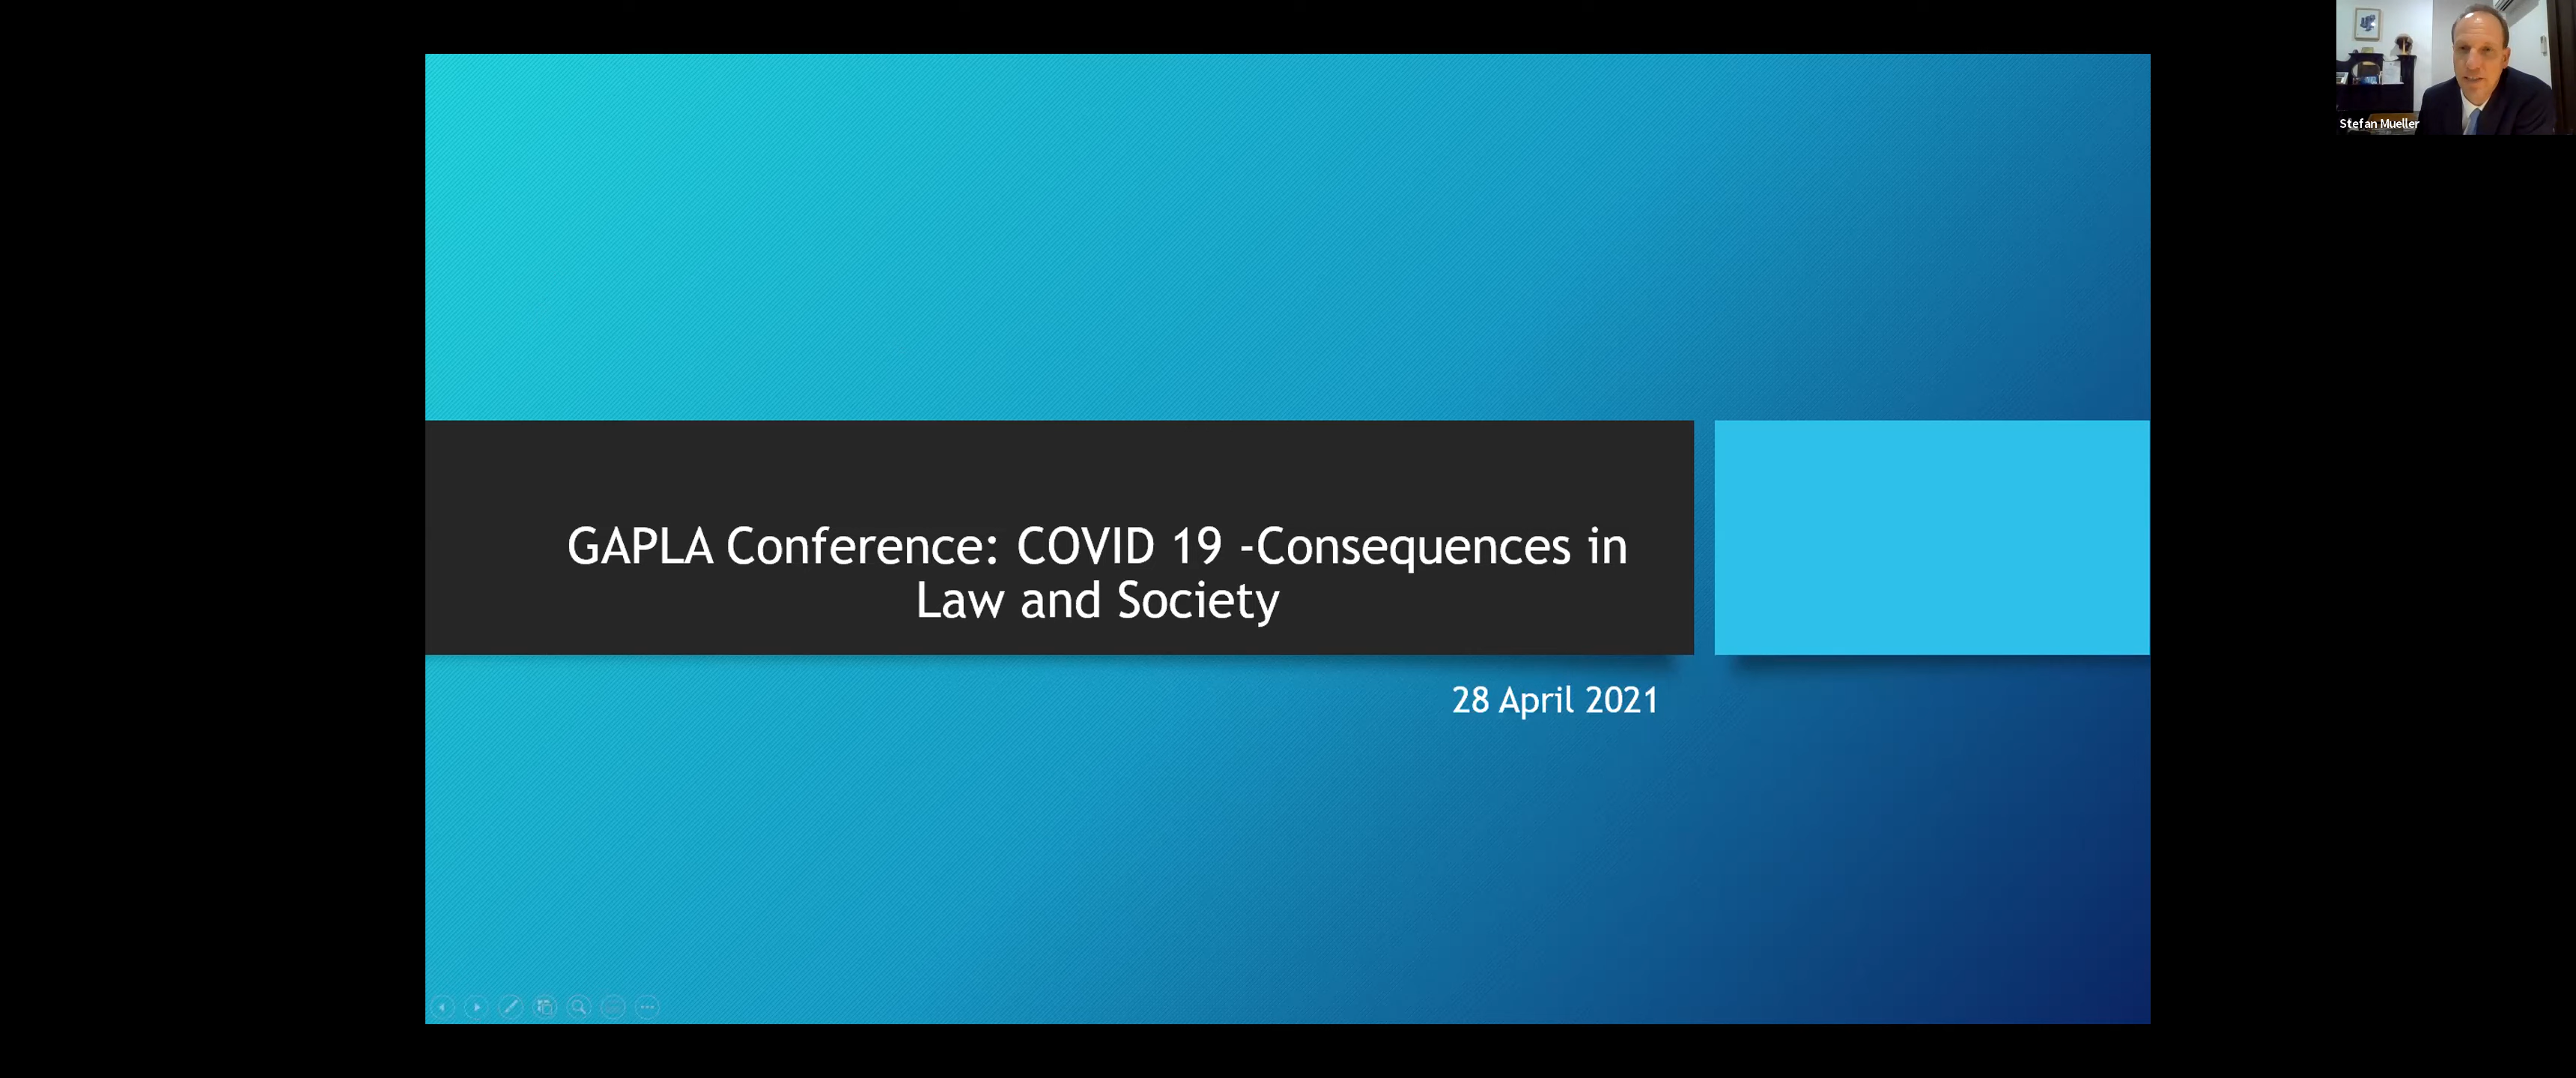 Stefan Mueller
GAPLA Conference: COVID 19 -Consequences in
Law and Society
28 April 2021